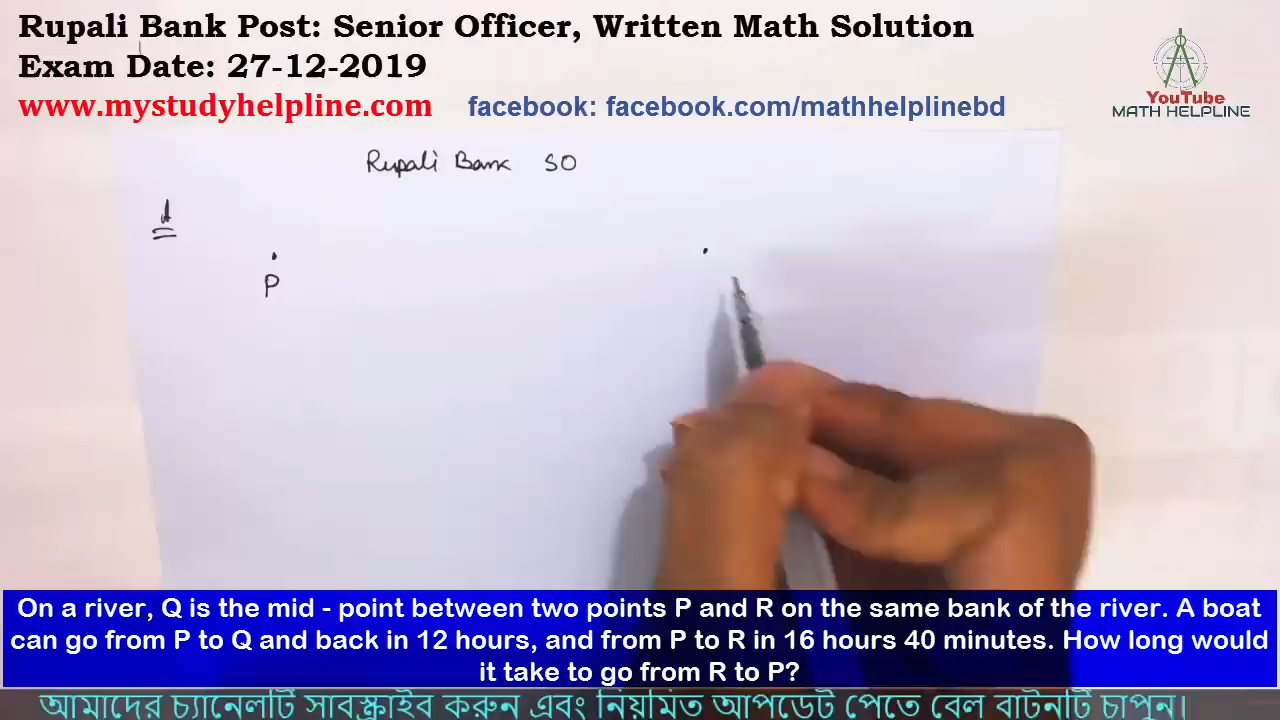 Rupali Bank Post: Senior Officer, Written Math Solution
Exam Date: 27-12-2019
www.mystudyhelpline.com facebook: facebook.com/mathhelplinebd
YouTube
MATH HELPLINE
Rupali Bank SO
1
P
On a river, Q is the mid - point between two points P and R on the same bank of the river. A boat
can go from P to Q and back in 12 hours, and from P to R in 16 hours 40 minutes. How long would
it take to go from R to P?
আমাদের চ্যানেলটি সাবস্ক্রাইব করুন এবং নিয়মিত আপডেট পেতে বেল বাটনটি চাপুন।